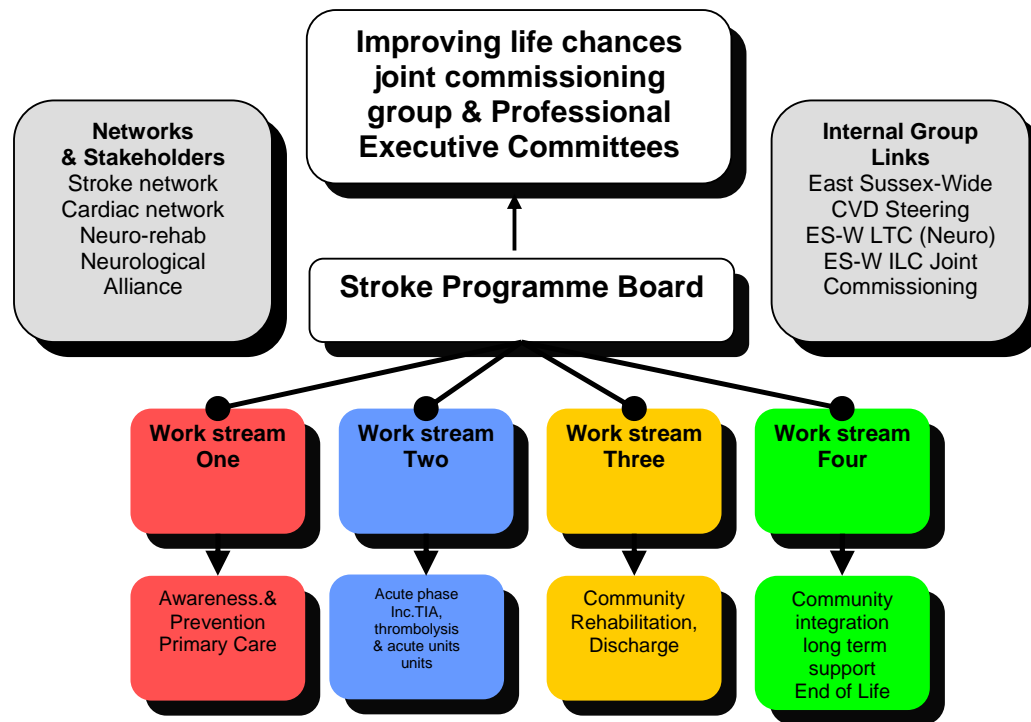 Improving life chances
joint commissioning
group & Professional
Executive Committees
Networks
& Stakeholders
Stroke network
Cardiac network
Neuro-rehab
Neurological
Alliance
Internal Group
Links
East Sussex-Wide
CVD Steering
ES-W LTC (Neuro)
ES-W ILC Joint
Commissioning
Stroke Programme Board
Work stream
One
Work stream
Two
Work stream
Three
Work stream
Four
Awareness.&
Prevention
Primary Care
Acute phase
Inc.TIA,
thrombolysis
& acute units
units
Community
Rehabilitation,
Discharge
Community
integration
long term
support
End of Life